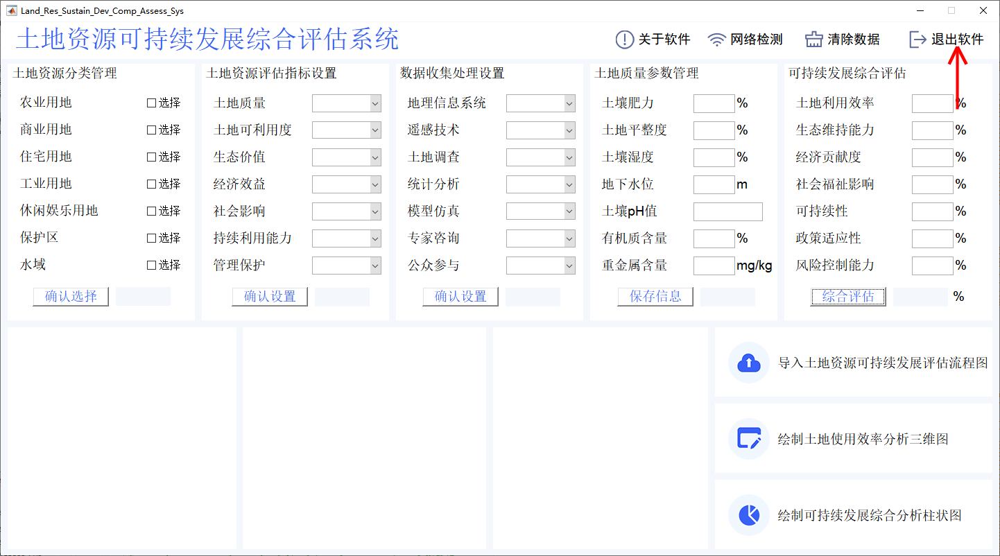 Land_Res_Sustain_Dev_Comp_Assess_Sys
土地资源可持续发展综合评估系统
关于软件
网络检测
清除数据
退出软件
土地资源分类管理
农业用地 选择
商业用地 选择
住宅用地 选择
工业用地 选择
休闲娱乐用地 选择
保护区 选择
水域 选择
确认选择
土地资源评估指标设置
土地质量
土地可利用度
生态价值
经济效益
社会影响
持续利用能力
管理保护
确认设置
数据收集处理设置
地理信息系统
遥感技术
土地调查
统计分析
模型仿真
专家咨询
公众参与
确认设置
土地质量参数管理
土壤肥力 %
土地平整度 %
土壤湿度 %
地下水位 m
土壤pH值
有机质含量 %
重金属含量 mg/kg
保存信息
可持续发展综合评估
土地利用效率 %
生态维持能力 %
经济贡献度 %
社会福祉影响 %
可持续性 %
政策适应性 %
风险控制能力 %
综合评估 %
导入土地资源可持续发展评估流程图
绘制土地使用效率分析三维图
绘制可持续发展综合分析柱状图